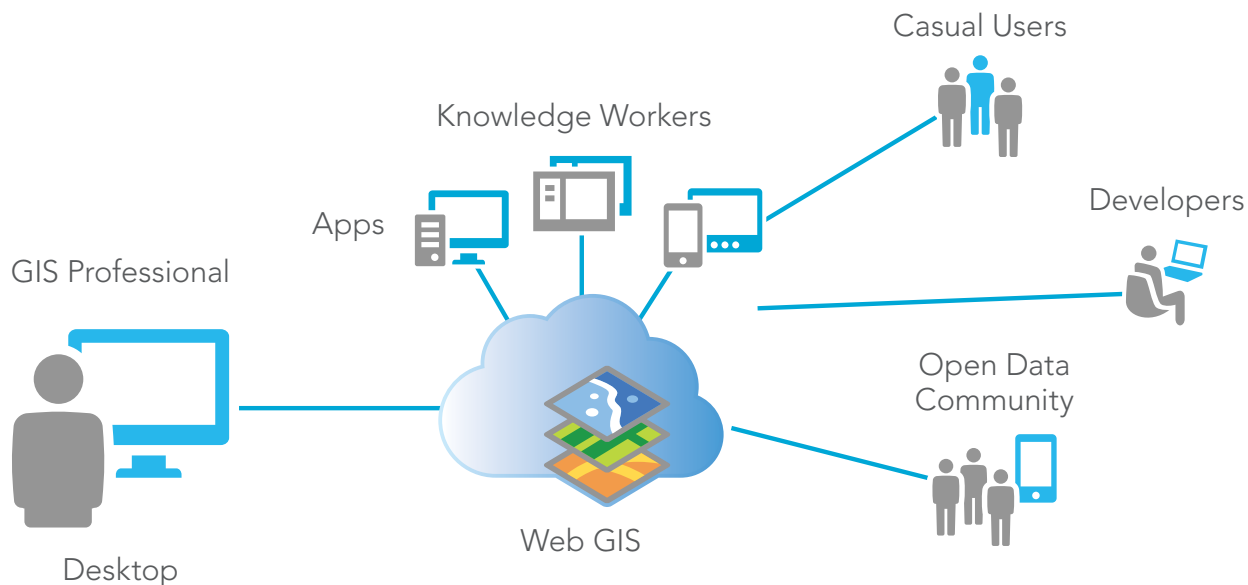 Casual Users
Knowledge Workers
Developers
Apps
GIS Professional
Open Data
Community
Web GIS
Desktop